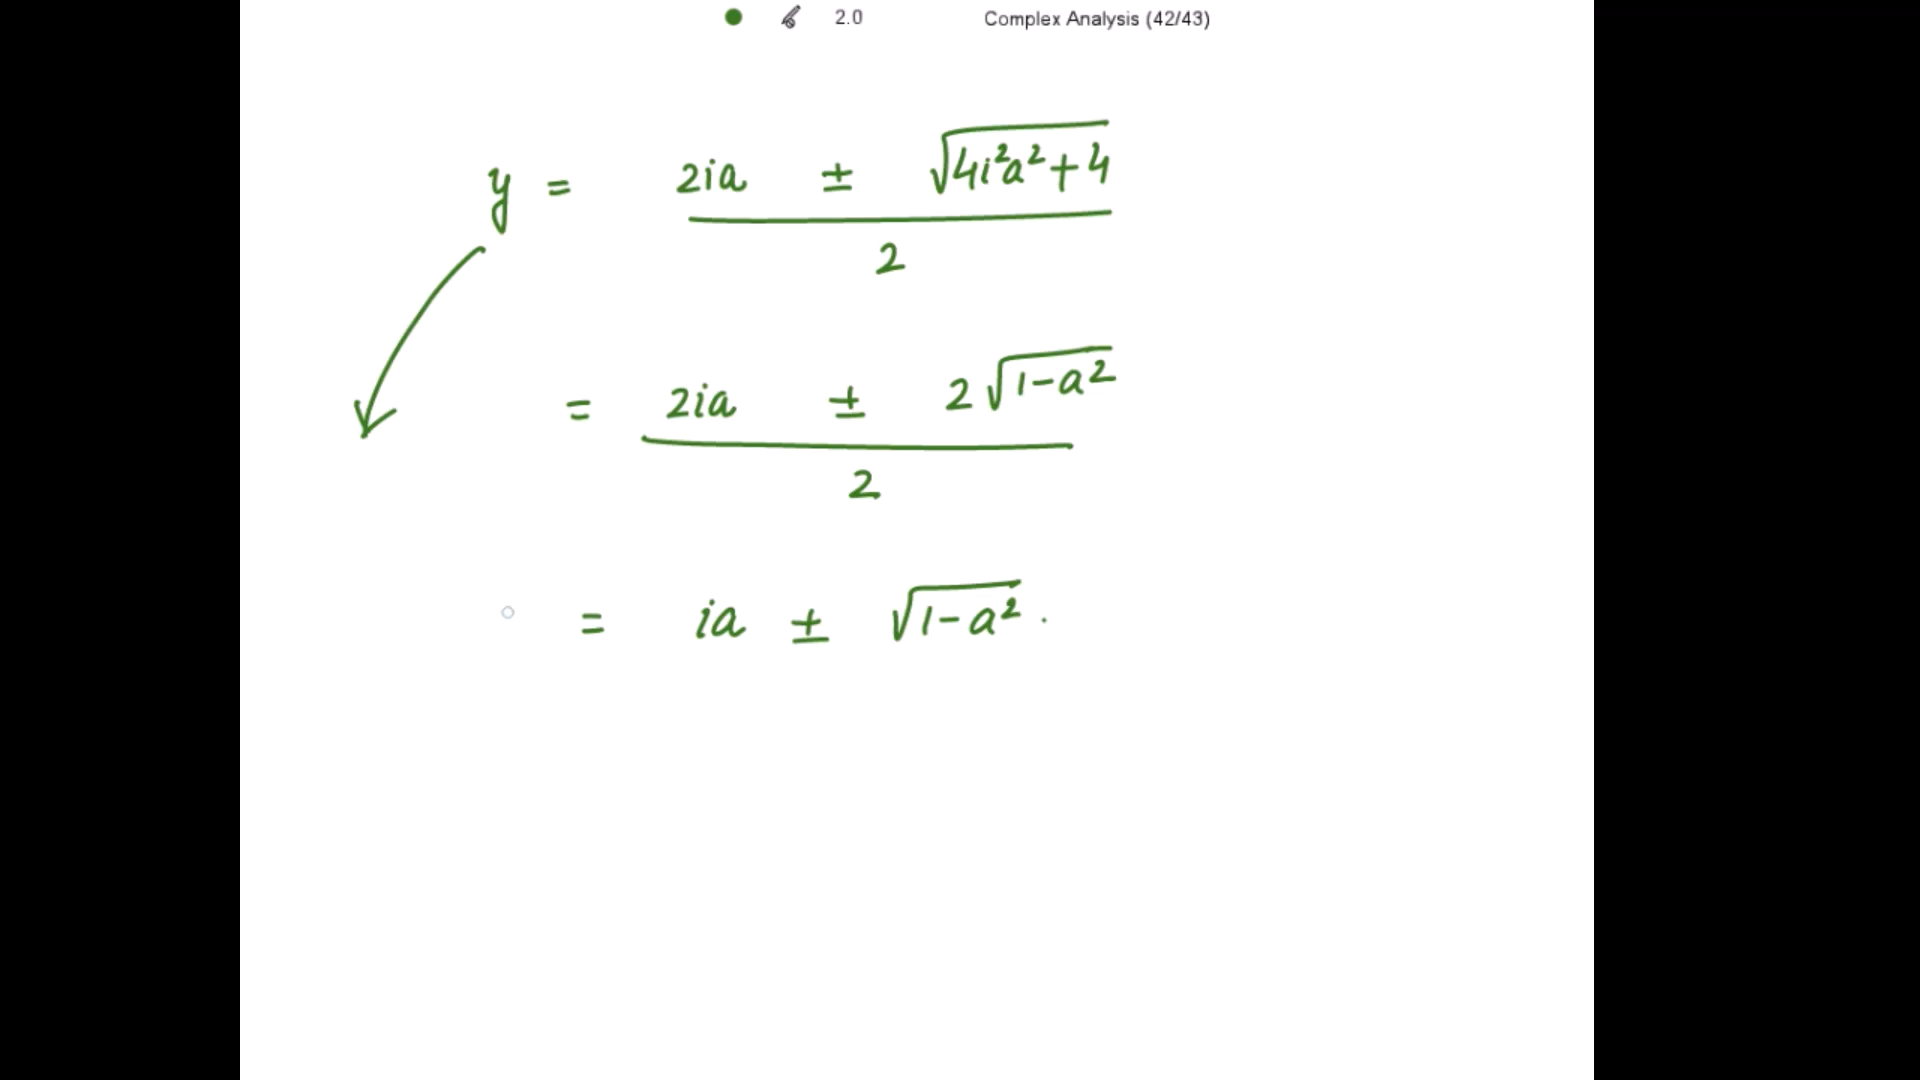 2.0 Complex Analysis (42/43)
y = 2ia ± √4i²a²+4
2
= 2ia ± 2√1-a²
2
= ia ± √1-a² .